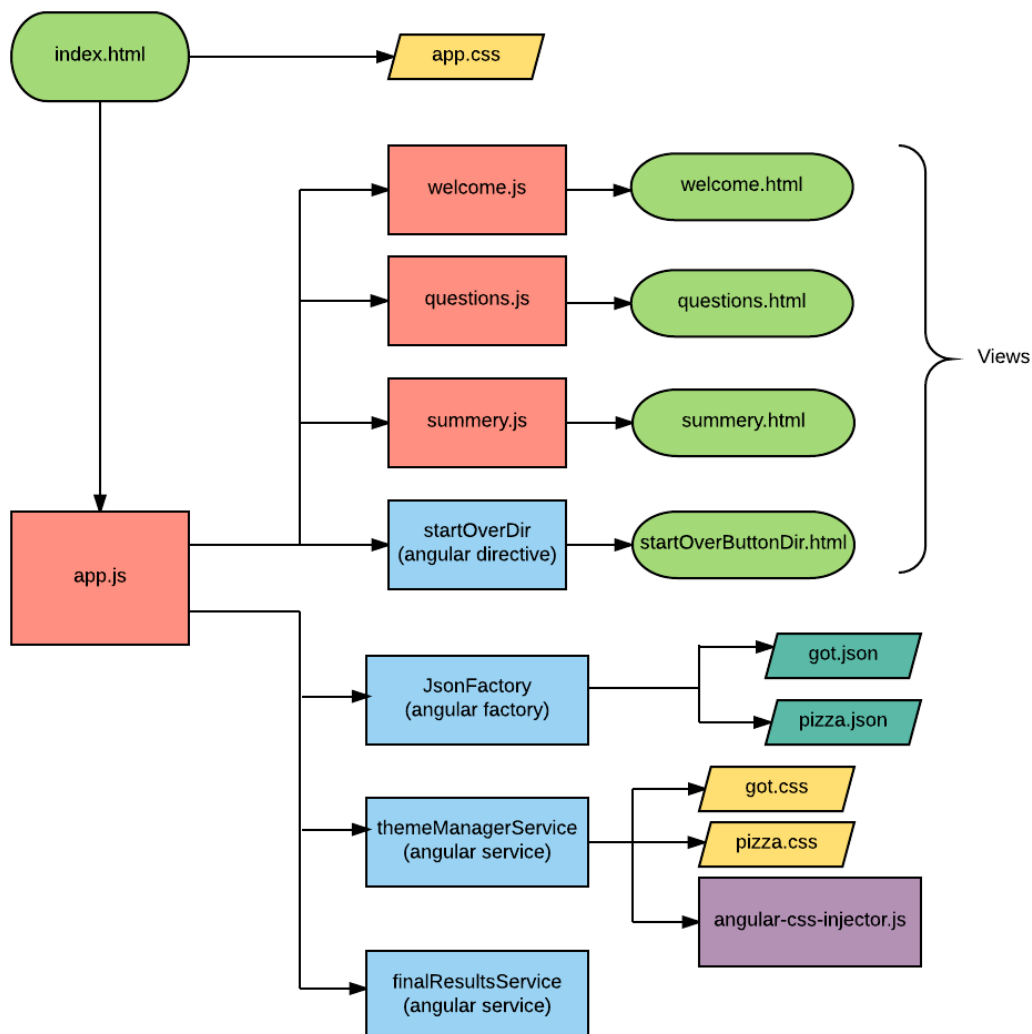 index.html
app.css
welcome.js
welcome.html
questions.js
questions.html
Views
summery.js
summery.html
startOverDir
(angular directive)
startOverButtonDir.html
app.js
JsonFactory
(angular factory)
got.json
pizza.json
themeManagerService
(angular service)
got.css
pizza.css
angular-css-injector.js
finalResultsService
(angular service)